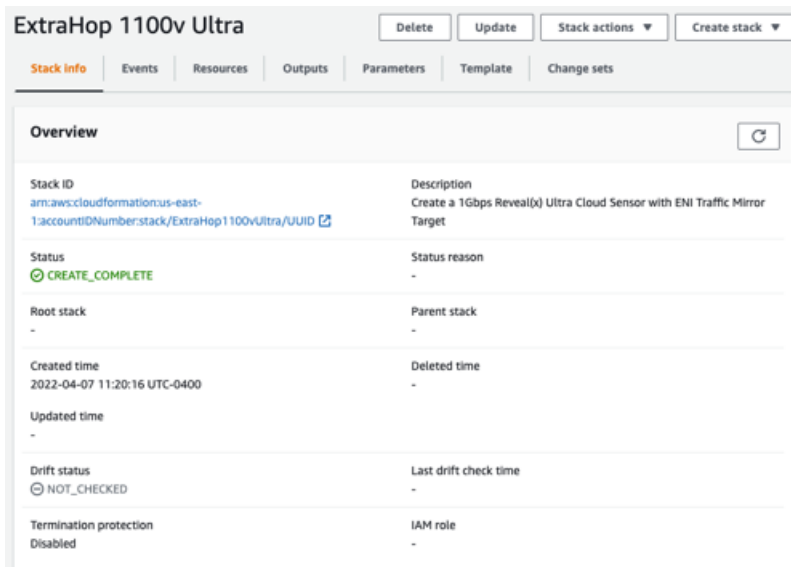 ExtraHop 1100v Ultra
Delete
Update
Stack actions
Create stack
Stack info
Events
Resources
Outputs
Parameters
Template
Change sets
Overview
Stack ID
arn:aws:cloudformation:us-east-
1:accountIDNumber:stack/ExtraHop1100vUltra/UUID
Description
Create a 1Gbps Reveal(x) Ultra Cloud Sensor with ENI Traffic Mirror
Target
Status
CREATE_COMPLETE
Status reason
-
Root stack
-
Parent stack
-
Created time
2022-04-07 11:20:16 UTC-0400
Deleted time
-
Updated time
-
Drift status
NOT_CHECKED
Last drift check time
-
Termination protection
Disabled
IAM role
-